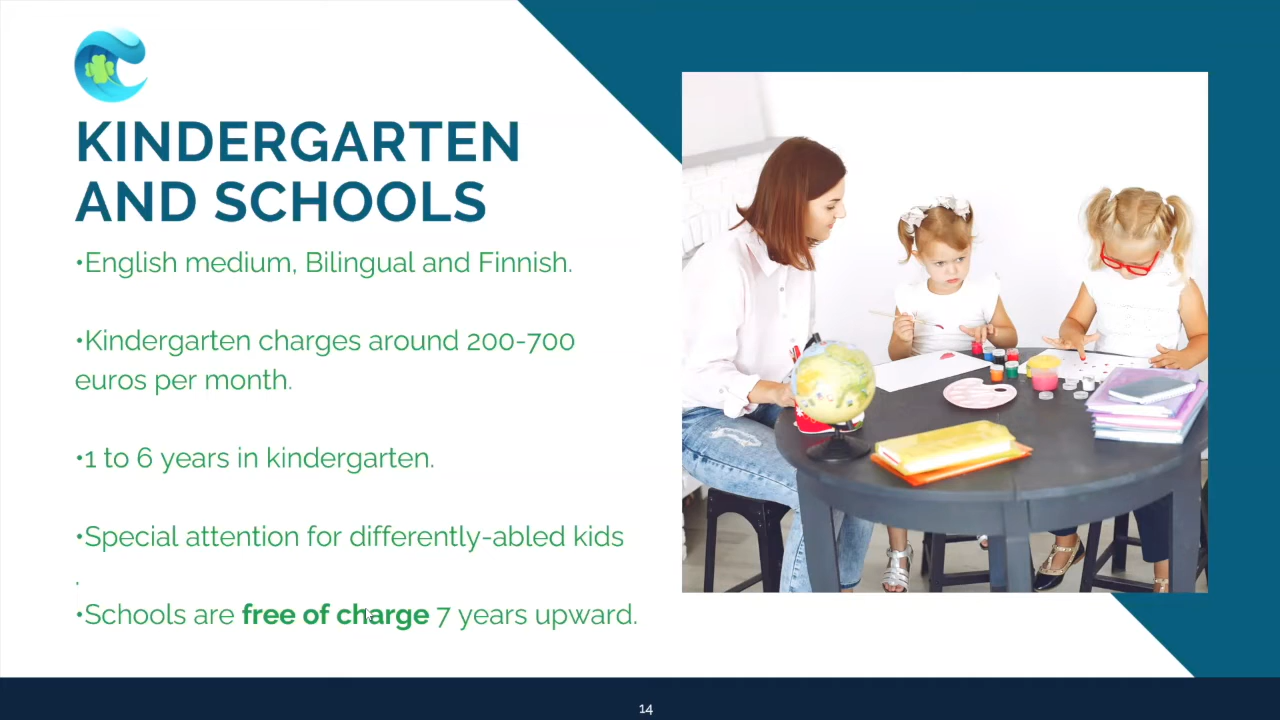 KINDERGARTEN
AND SCHOOLS
•English medium, Bilingual and Finnish.
•Kindergarten charges around 200-700
euros per month.
•1 to 6 years in kindergarten.
•Special attention for differently-abled kids
.
•Schools are free of charge 7 years upward.
14